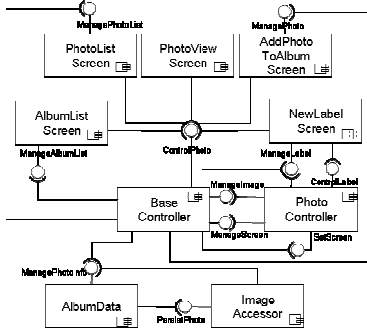 ManagePhotoList
ManagePhoto
PhotoList
Screen
PhotoView
Screen
AddPhoto
ToAlbum
Screen
AlbumList
Screen
NewLabel
Screen
ManageAlbumList
ControlPhoto
ManageLabel
ControlLabel
ManageImage
Base
Controller
Photo
Controller
ManageScreen
SetScreen
ManagePhotoInfo
AlbumData
PersistPhoto
Image
Accessor